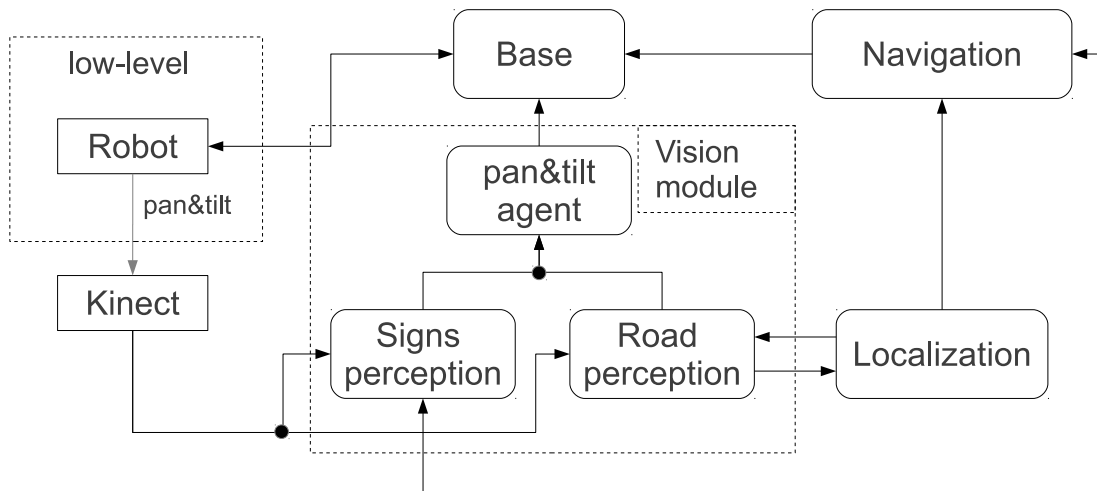 low-level
Robot
pan&tilt
Kinect
Base
Navigation
Vision
module
pan&tilt
agent
Signs
perception
Road
perception
Localization